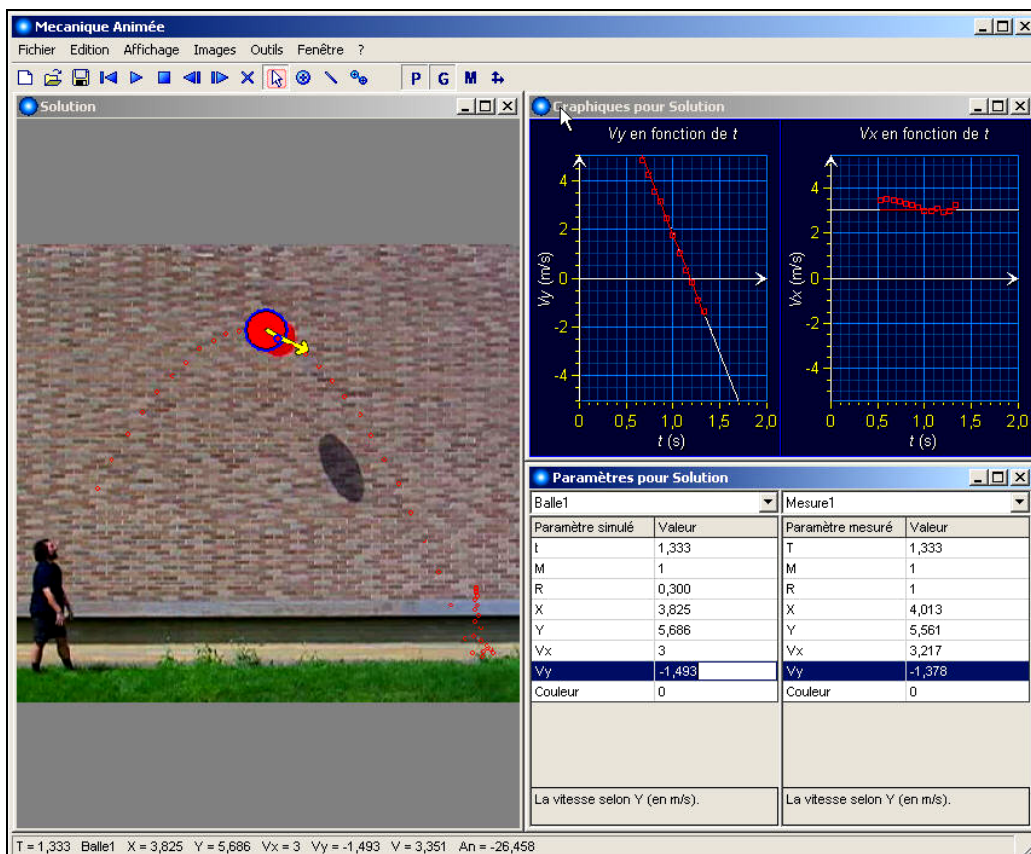 Mecanique Animée
Fichier Edition Affichage Images Outils Fenêtre ?
P G M
Solution
Graphiques pour Solution
Vy en fonction de t
Vx en fonction de t
4
2
0
-2
-4
Vy (m/s)
0 0,5 1,0 1,5 2,0
t (s)
4
2
0
-2
-4
Vx (m/s)
0 0,5 1,0 1,5 2,0
t (s)
Paramètres pour Solution
Balle1 Mesure1
Paramètre simulé Valeur Paramètre mesuré Valeur
t 1,333 T 1,333
M 1 M 1
R 0,300 R 1
X 3,825 X 4,013
Y 5,686 Y 5,561
Vx 3 Vx 3,217
Vy -1,493 Vy -1,378
Couleur 0 Couleur 0
La vitesse selon Y (en m/s). La vitesse selon Y (en m/s).
T = 1,333 Balle1 X = 3,825 Y = 5,686 Vx = 3 Vy = -1,493 V = 3,351 An = -26,458